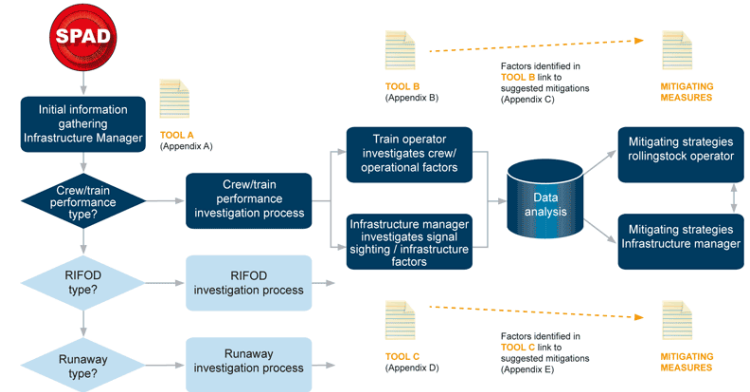 SPAD
Initial information
gathering
Infrastructure Manager
TOOL A
(Appendix A)
TOOL B
(Appendix B)
Factors identified in
TOOL B link to
suggested mitigations
(Appendix C)
MITIGATING
MEASURES
Crew/train
performance
type?
Crew/train
performance
investigation process
Train operator
investigates crew/
operational factors
Infrastructure manager
investigates signal
sighting / infrastructure
factors
Data
analysis
Mitigating strategies
rollingstock operator
Mitigating strategies
Infrastructure manager
RIFOD
type?
RIFOD
investigation process
Runaway
type?
Runaway
investigation process
TOOL C
(Appendix D)
Factors identified in
TOOL C link to
suggested mitigations
(Appendix E)
MITIGATING
MEASURES